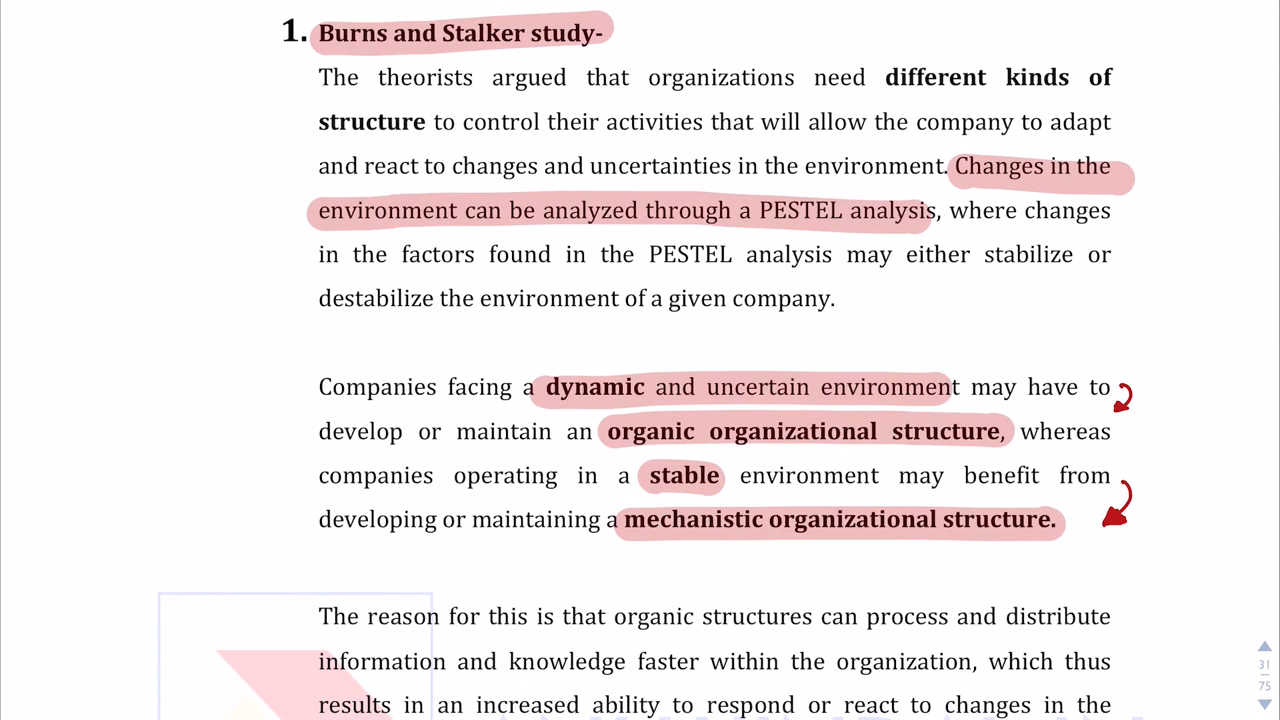 1. Burns and Stalker study-
The theorists argued that organizations need different kinds of
structure to control their activities that will allow the company to adapt
and react to changes and uncertainties in the environment. Changes in the
environment can be analyzed through a PESTEL analysis, where changes
in the factors found in the PESTEL analysis may either stabilize or
destabilize the environment of a given company.
Companies facing a dynamic and uncertain environment may have to
develop or maintain an organic organizational structure, whereas
companies operating in a stable environment may benefit from
developing or maintaining a mechanistic organizational structure.
The reason for this is that organic structures can process and distribute
information and knowledge faster within the organization, which thus
results in an increased ability to respond or react to changes in the
31
75